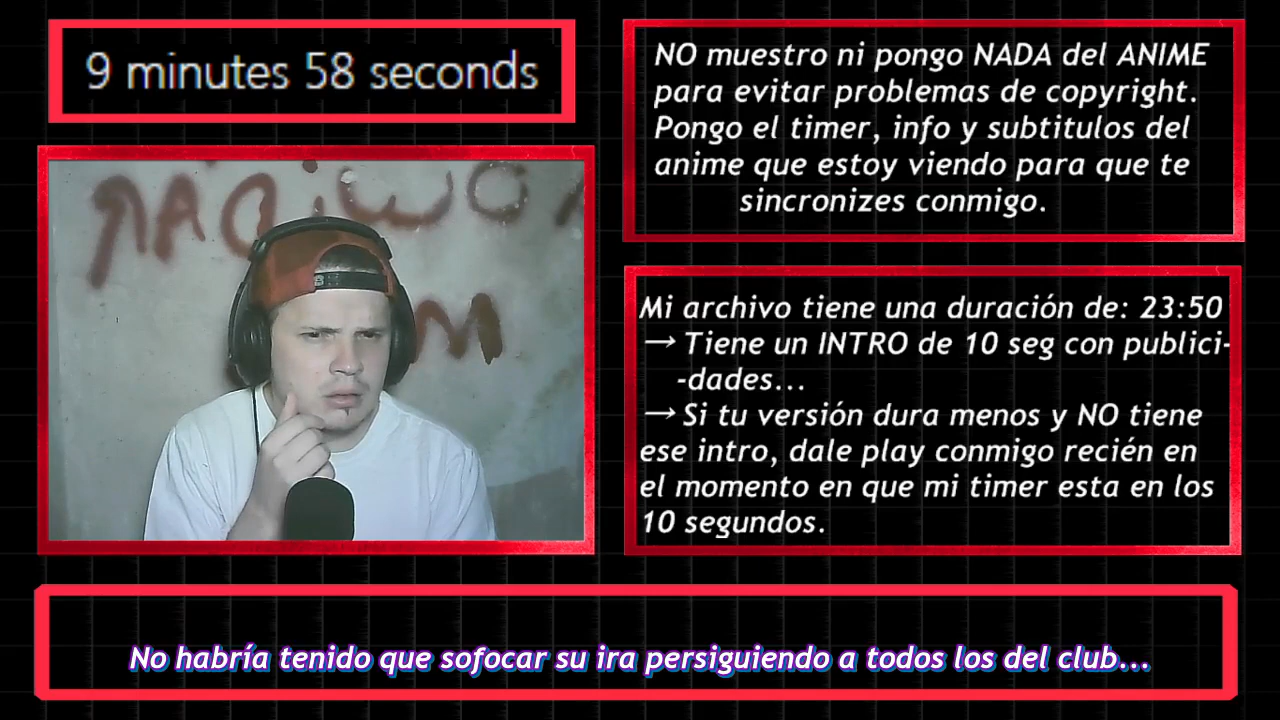 9 minutes 58 seconds
NO muestro ni pongo NADA del ANIME
para evitar problemas de copyright.
Pongo el timer, info y subtitulos del
anime que estoy viendo para que te
sincronizes conmigo.
Mi archivo tiene una duración de: 23:50
→ Tiene un INTRO de 10 seg con publici-
-dades...
→ Si tu versión dura menos y NO tiene
ese intro, dale play conmigo recién en
el momento en que mi timer esta en los
10 segundos.
No habría tenido que sofocar su ira persiguiendo a todos los del club...